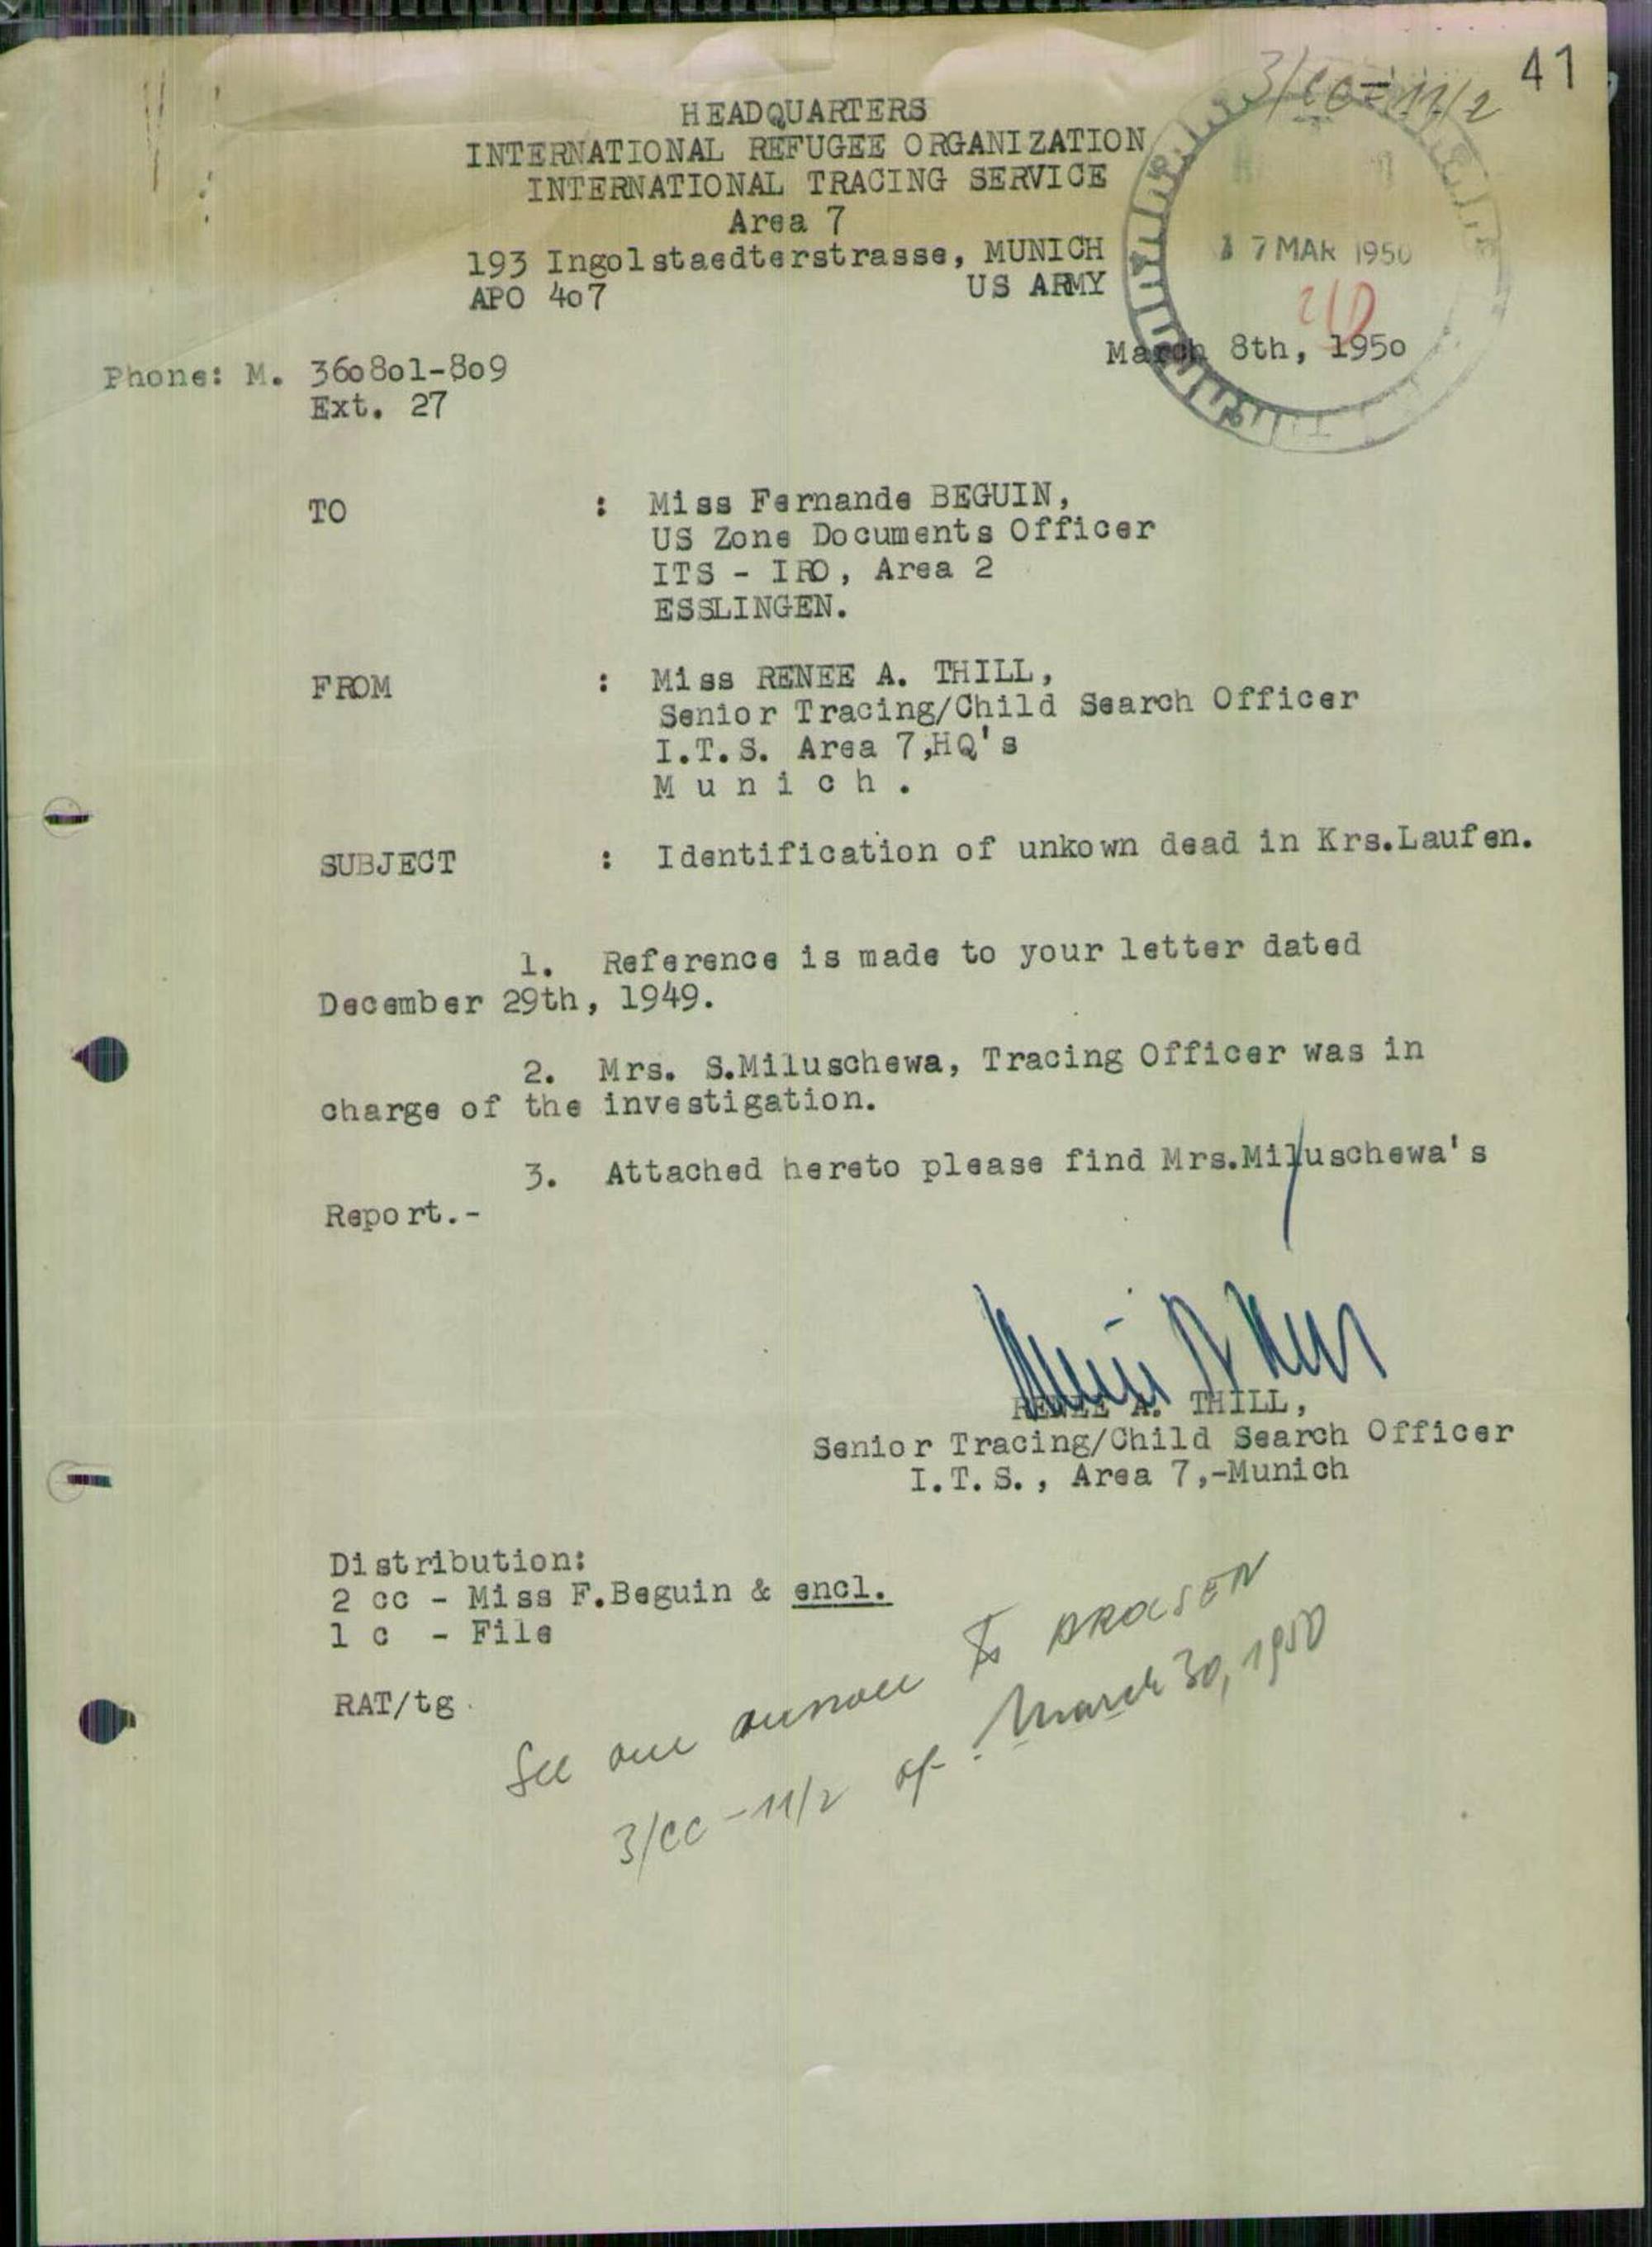 3/CC-11/2 41
HEADQUARTERS
INTERNATIONAL REFUGEE ORGANIZATION
INTERNATIONAL TRACING SERVICE
Area 7
193 Ingolstaedterstrasse, MUNICH
APO 407 US ARMY
17 MAR 1950
March 8th, 1950
Phone: M. 360801-809
Ext. 27
TO : Miss Fernande BEGUIN,
US Zone Documents Officer
ITS - IRO, Area 2
ESSLINGEN.
FROM : Miss RENEE A. THILL,
Senior Tracing/Child Search Officer
I.T.S. Area 7,HQ's
Munich.
SUBJECT : Identification of unkown dead in Krs.Laufen.
1. Reference is made to your letter dated
December 29th, 1949.
2. Mrs. S.Miluschewa, Tracing Officer was in
charge of the investigation.
3. Attached hereto please find Mrs.Miluschewa's
Report.-
RENEE A. THILL,
Senior Tracing/Child Search Officer
I.T.S., Area 7,-Munich
Distribution:
2 cc - Miss F.Beguin & encl.
1 c - File
RAT/tg.
See our to AROLSEN
3/CC-11/2 of March 30, 1950